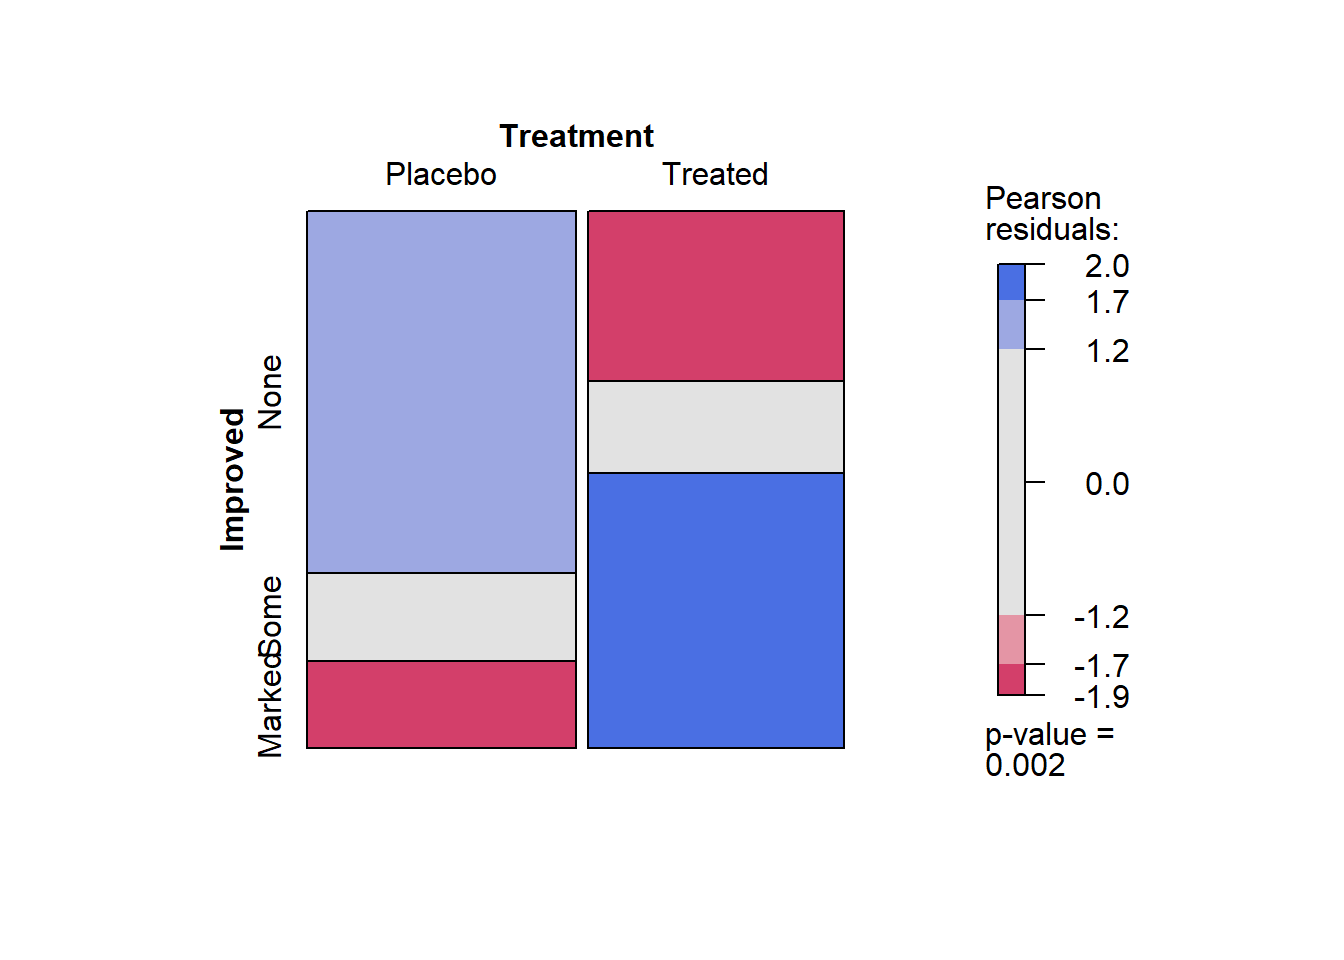 Treatment
Placebo Treated
Improved
None
Some
Marked
Pearson
residuals:
2.0
1.7
1.2
0.0
-1.2
-1.7
-1.9
p-value =
0.002